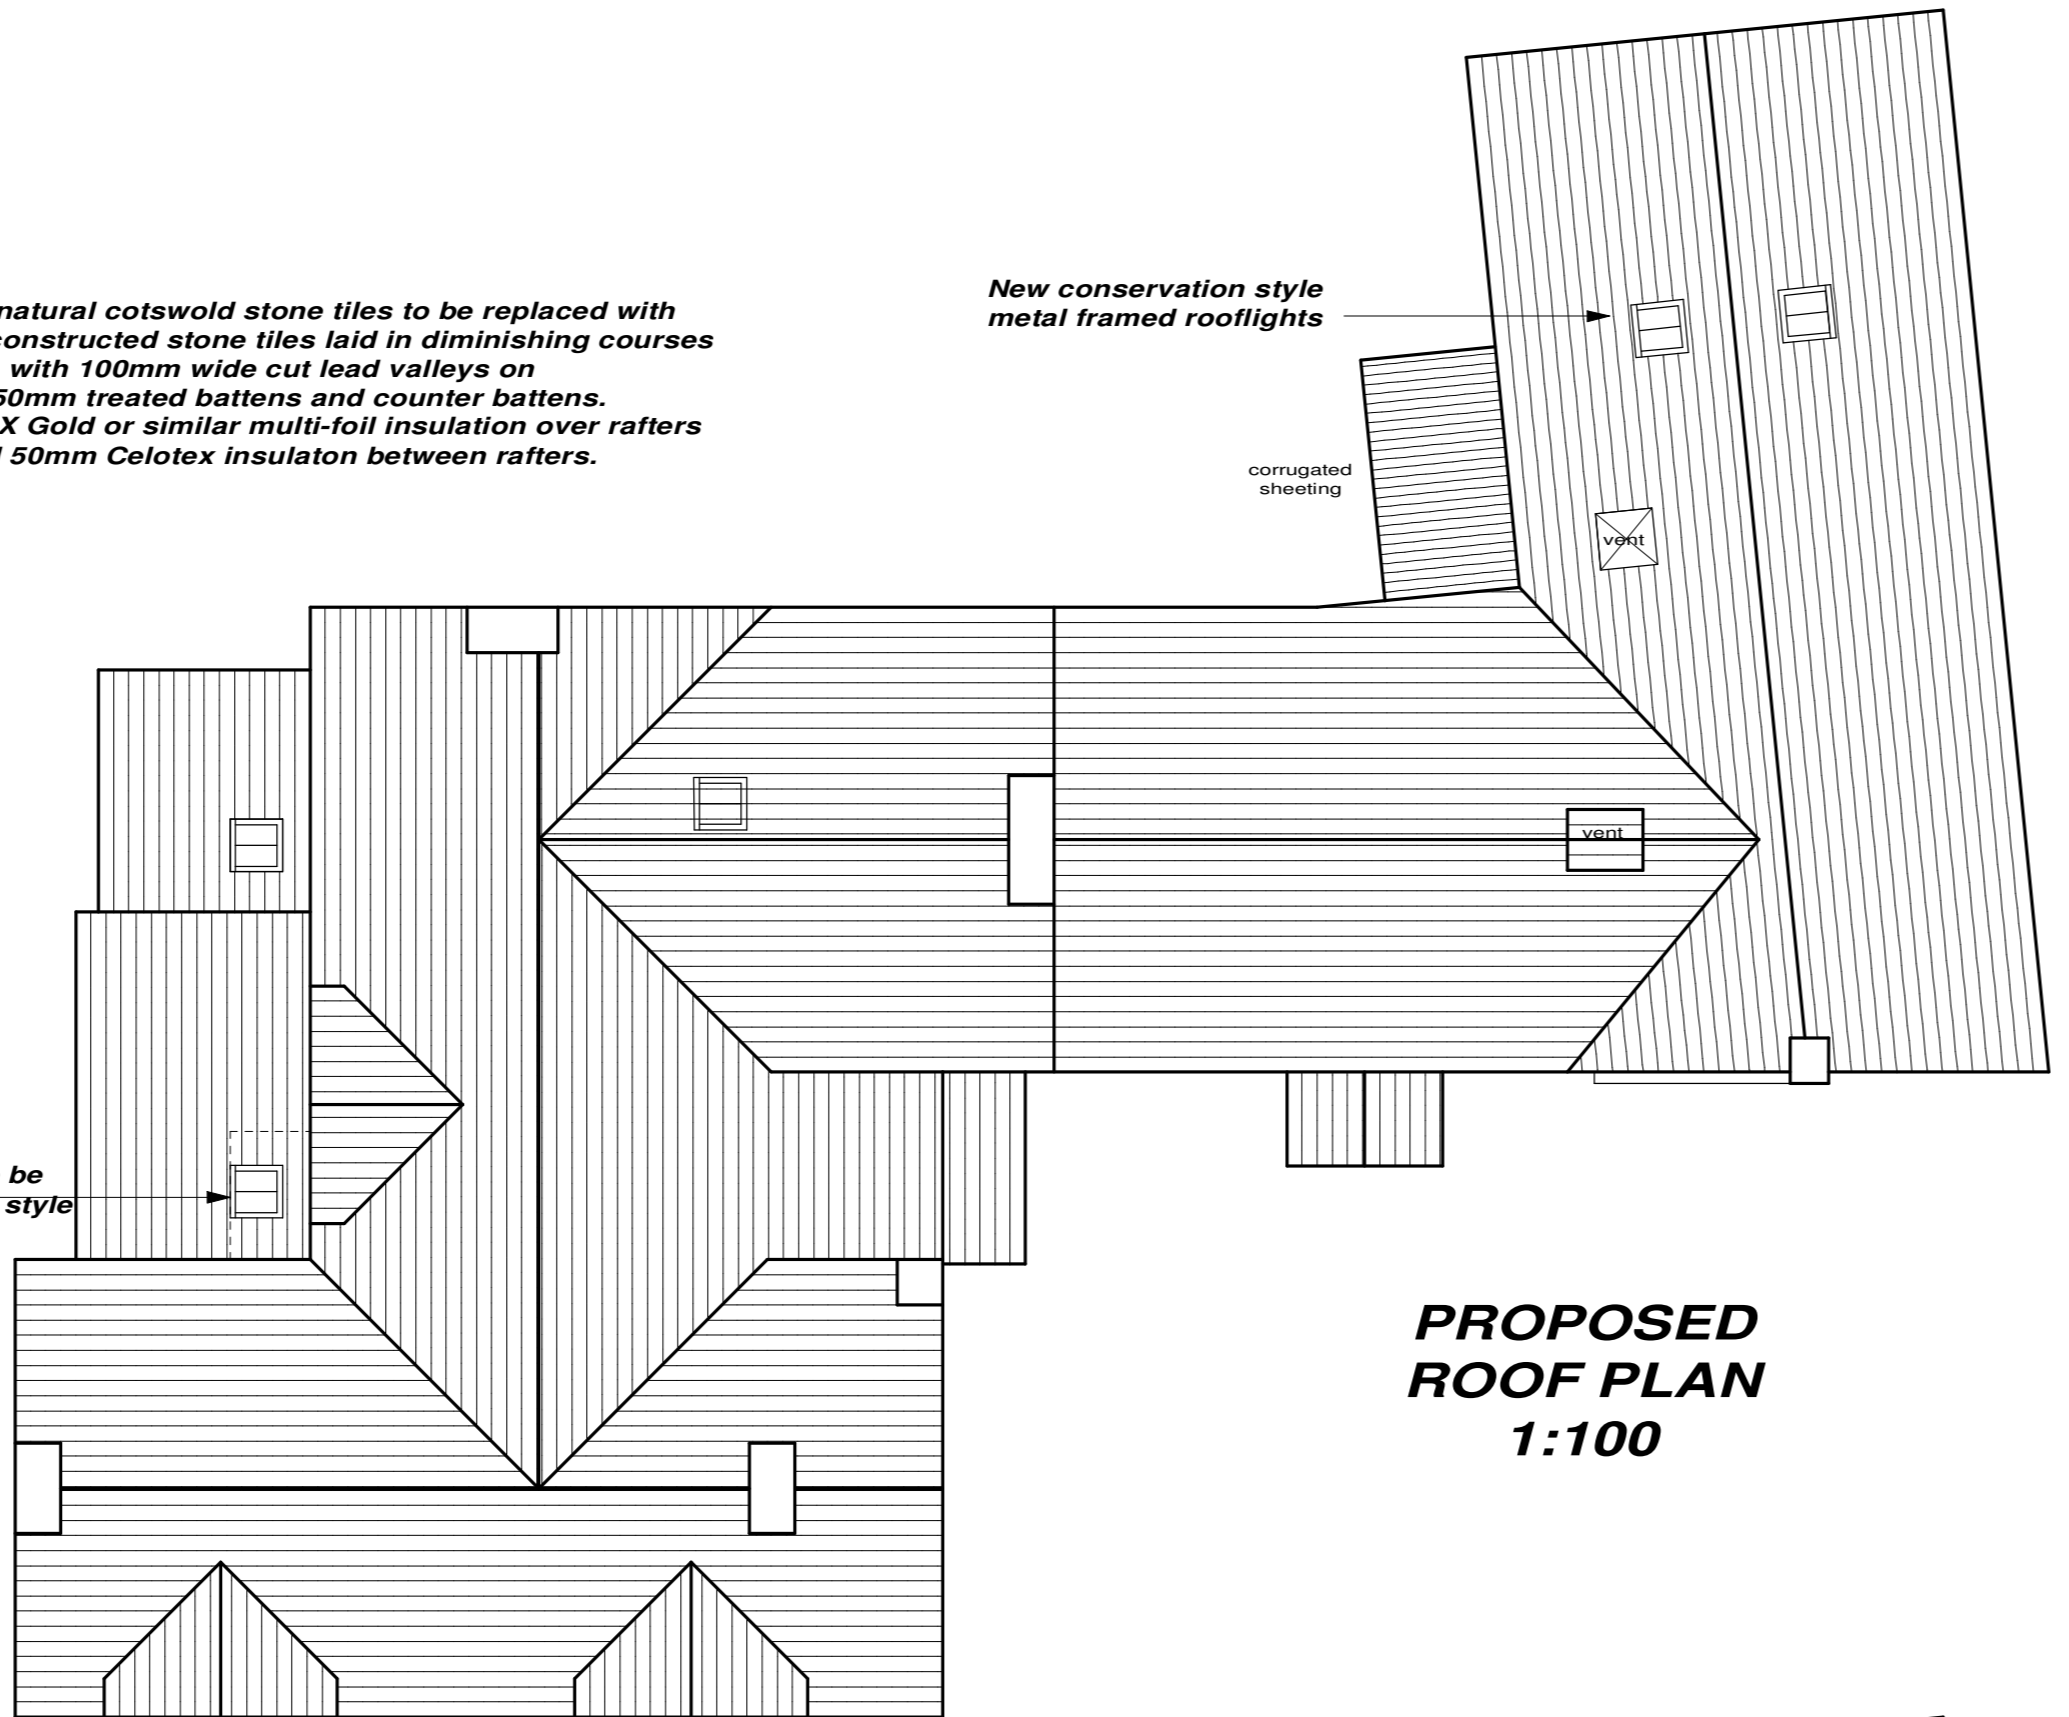 natural cotswold stone tiles to be replaced with
constructed stone tiles laid in diminishing courses
with 100mm wide cut lead valleys on
50mm treated battens and counter battens.
X Gold or similar multi-foil insulation over rafters
50mm Celotex insulaton between rafters.
New conservation style
metal framed rooflights
corrugated
sheeting
vent
vent
be
style
PROPOSED
ROOF PLAN
1:100